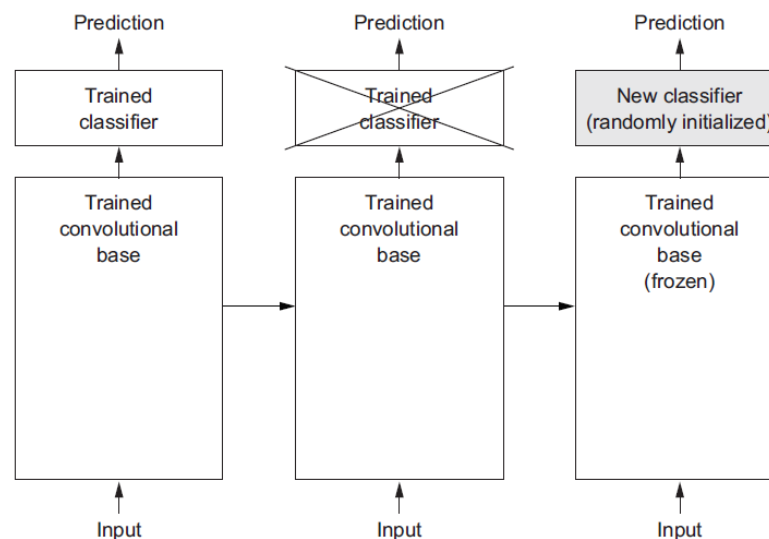 Prediction
Prediction
Prediction
Trained
classifier
Trained
classifier
New classifier
(randomly initialized)
Trained
convolutional
base
Trained
convolutional
base
Trained
convolutional
base
(frozen)
Input
Input
Input